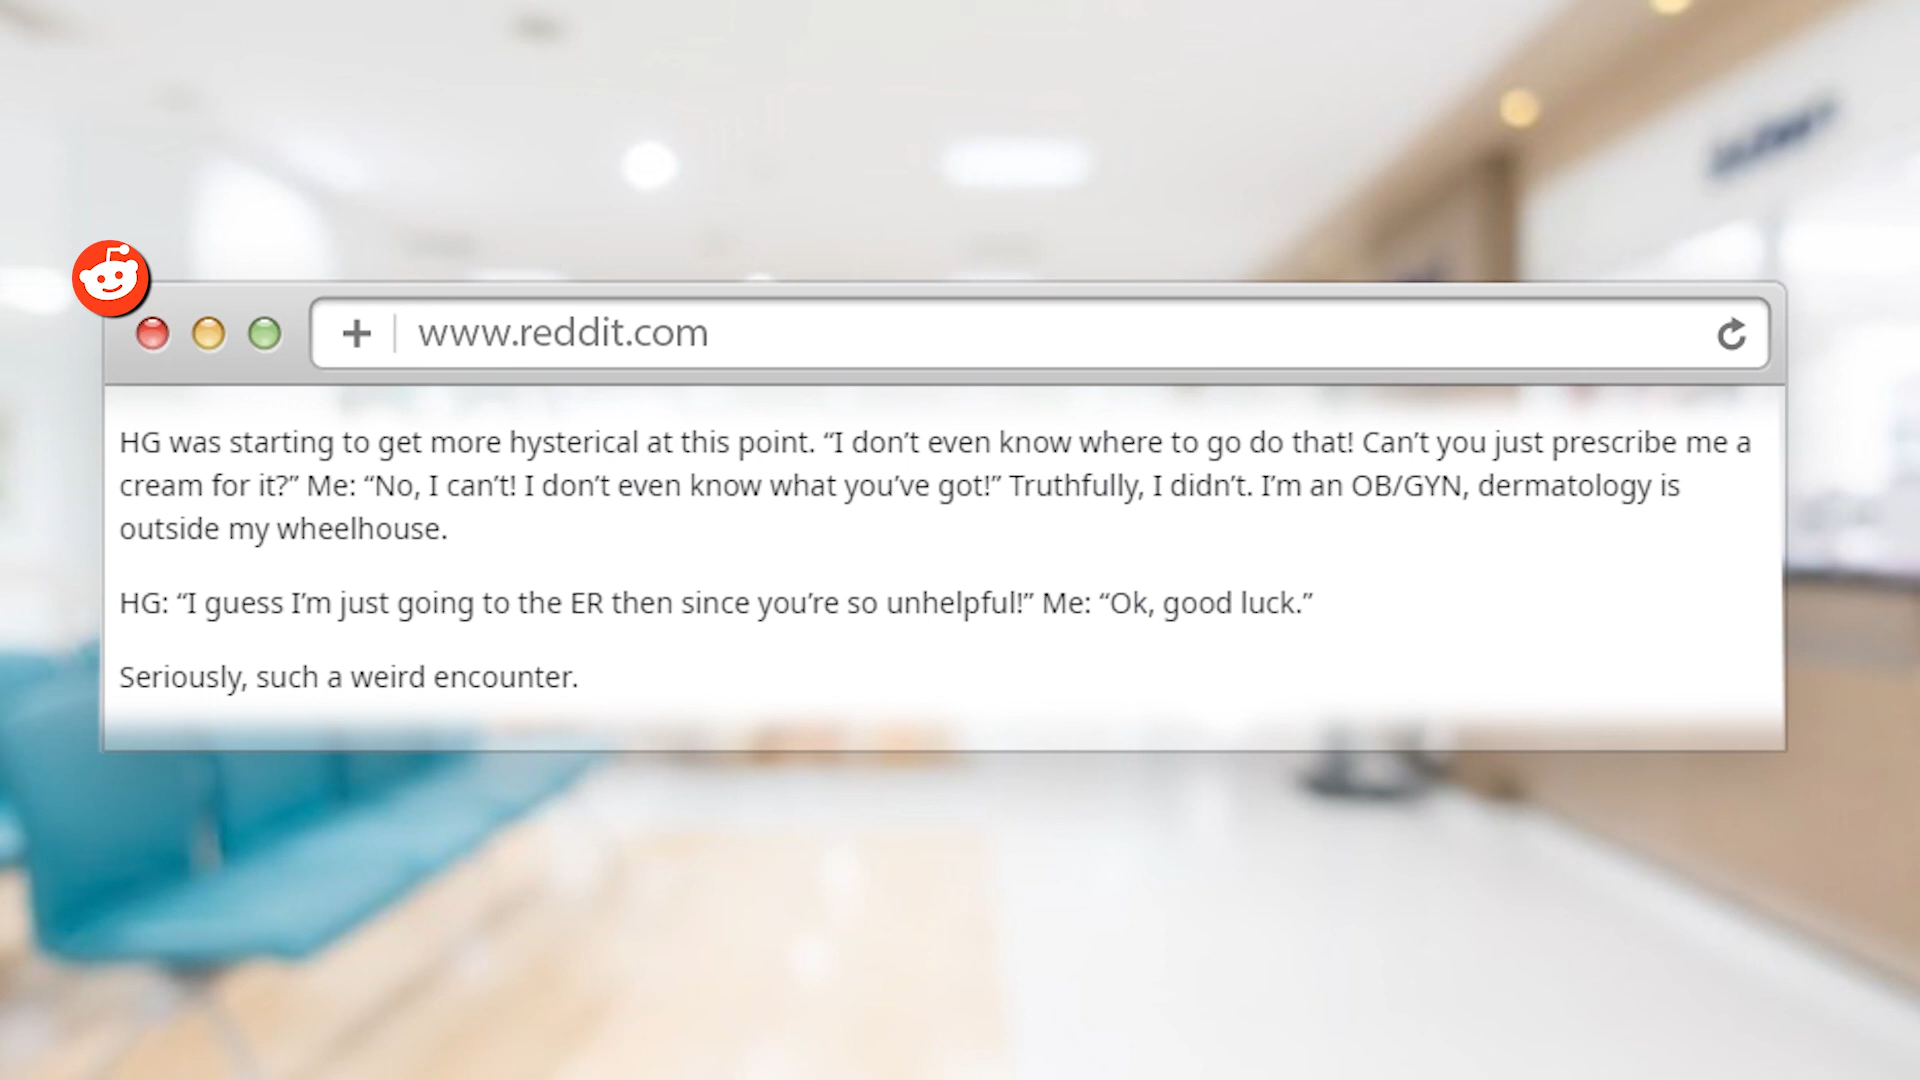 www.reddit.com
HG was starting to get more hysterical at this point. “I don’t even know where to go do that! Can’t you just prescribe me a
cream for it?” Me: “No, I can’t! I don’t even know what you’ve got!” Truthfully, I didn’t. I’m an OB/GYN, dermatology is
outside my wheelhouse.
HG: “I guess I’m just going to the ER then since you’re so unhelpful!” Me: “Ok, good luck.”
Seriously, such a weird encounter.